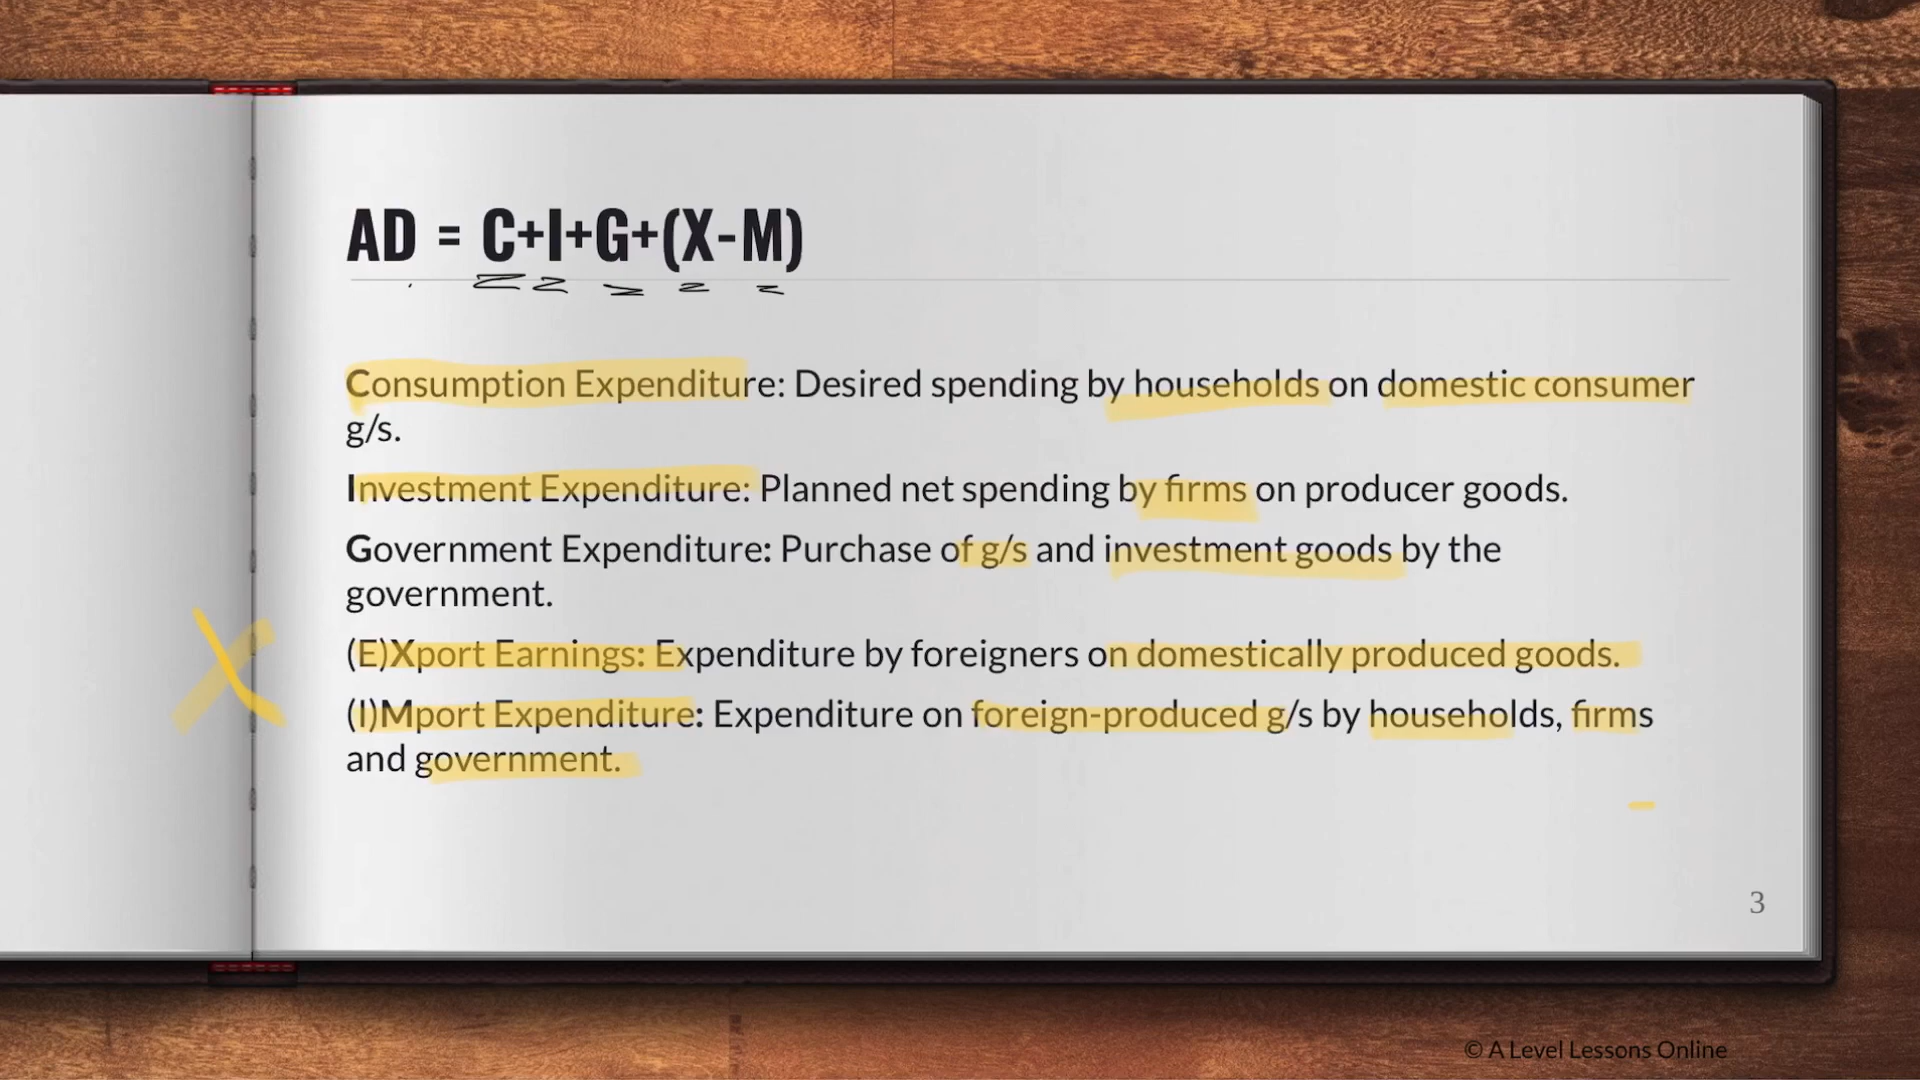 AD = C+I+G+(X-M)
Consumption Expenditure: Desired spending by households on domestic consumer
g/s.
Investment Expenditure: Planned net spending by firms on producer goods.
Government Expenditure: Purchase of g/s and investment goods by the
government.
(E)Xport Earnings: Expenditure by foreigners on domestically produced goods.
(I)Mport Expenditure: Expenditure on foreign-produced g/s by households, firms
and government.
3
© A Level Lessons Online